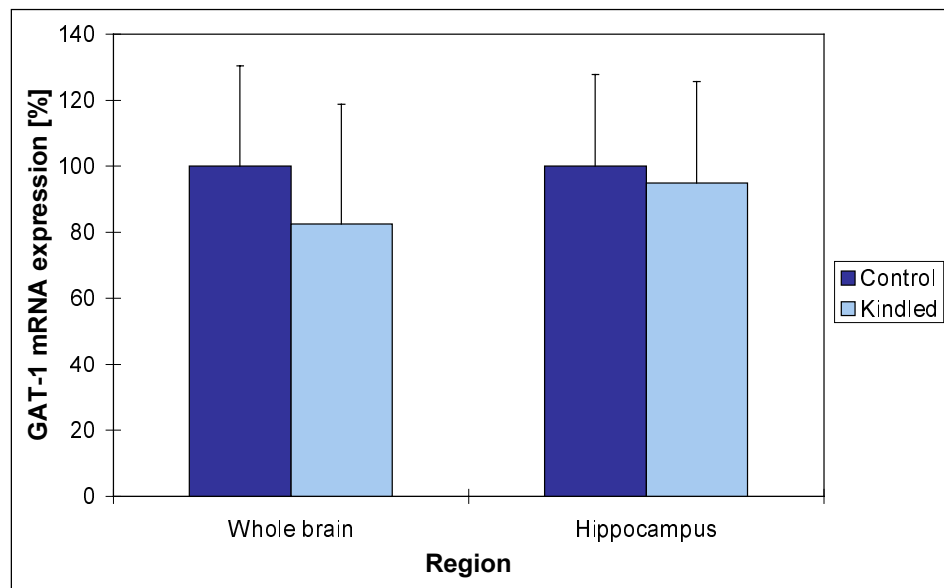 GAT-1 mRNA expression [%]
140
120
100
80
60
40
20
0
Whole brain
Hippocampus
Region
Control
Kindled